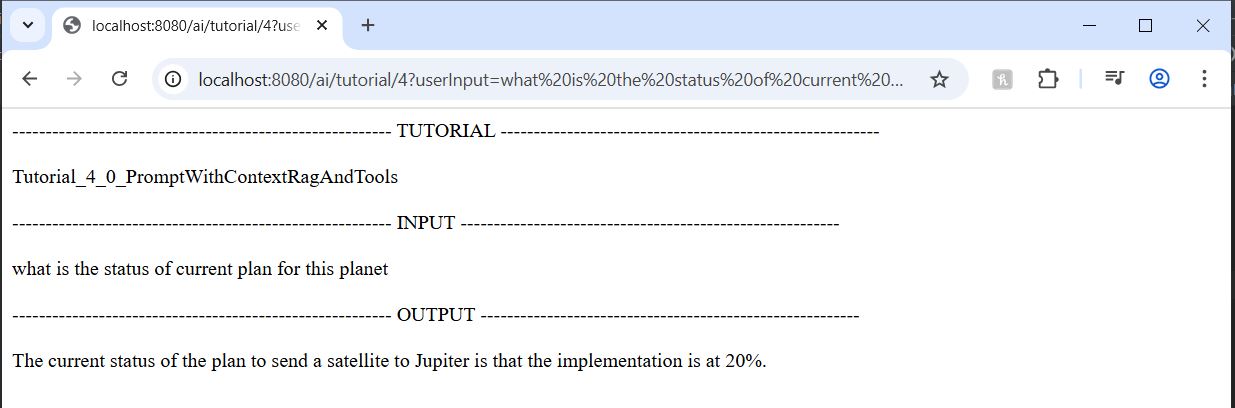 localhost:8080/ai/tutorial/4?use
localhost:8080/ai/tutorial/4?userInput=what%20is%20the%20status%20of%20current%20...
--------------------------------------------------------- TUTORIAL ---------------------------------------------------------
Tutorial_4_0_PromptWithContextRagAndTools
--------------------------------------------------------- INPUT ---------------------------------------------------------
what is the status of current plan for this planet
--------------------------------------------------------- OUTPUT ---------------------------------------------------------
The current status of the plan to send a satellite to Jupiter is that the implementation is at 20%.